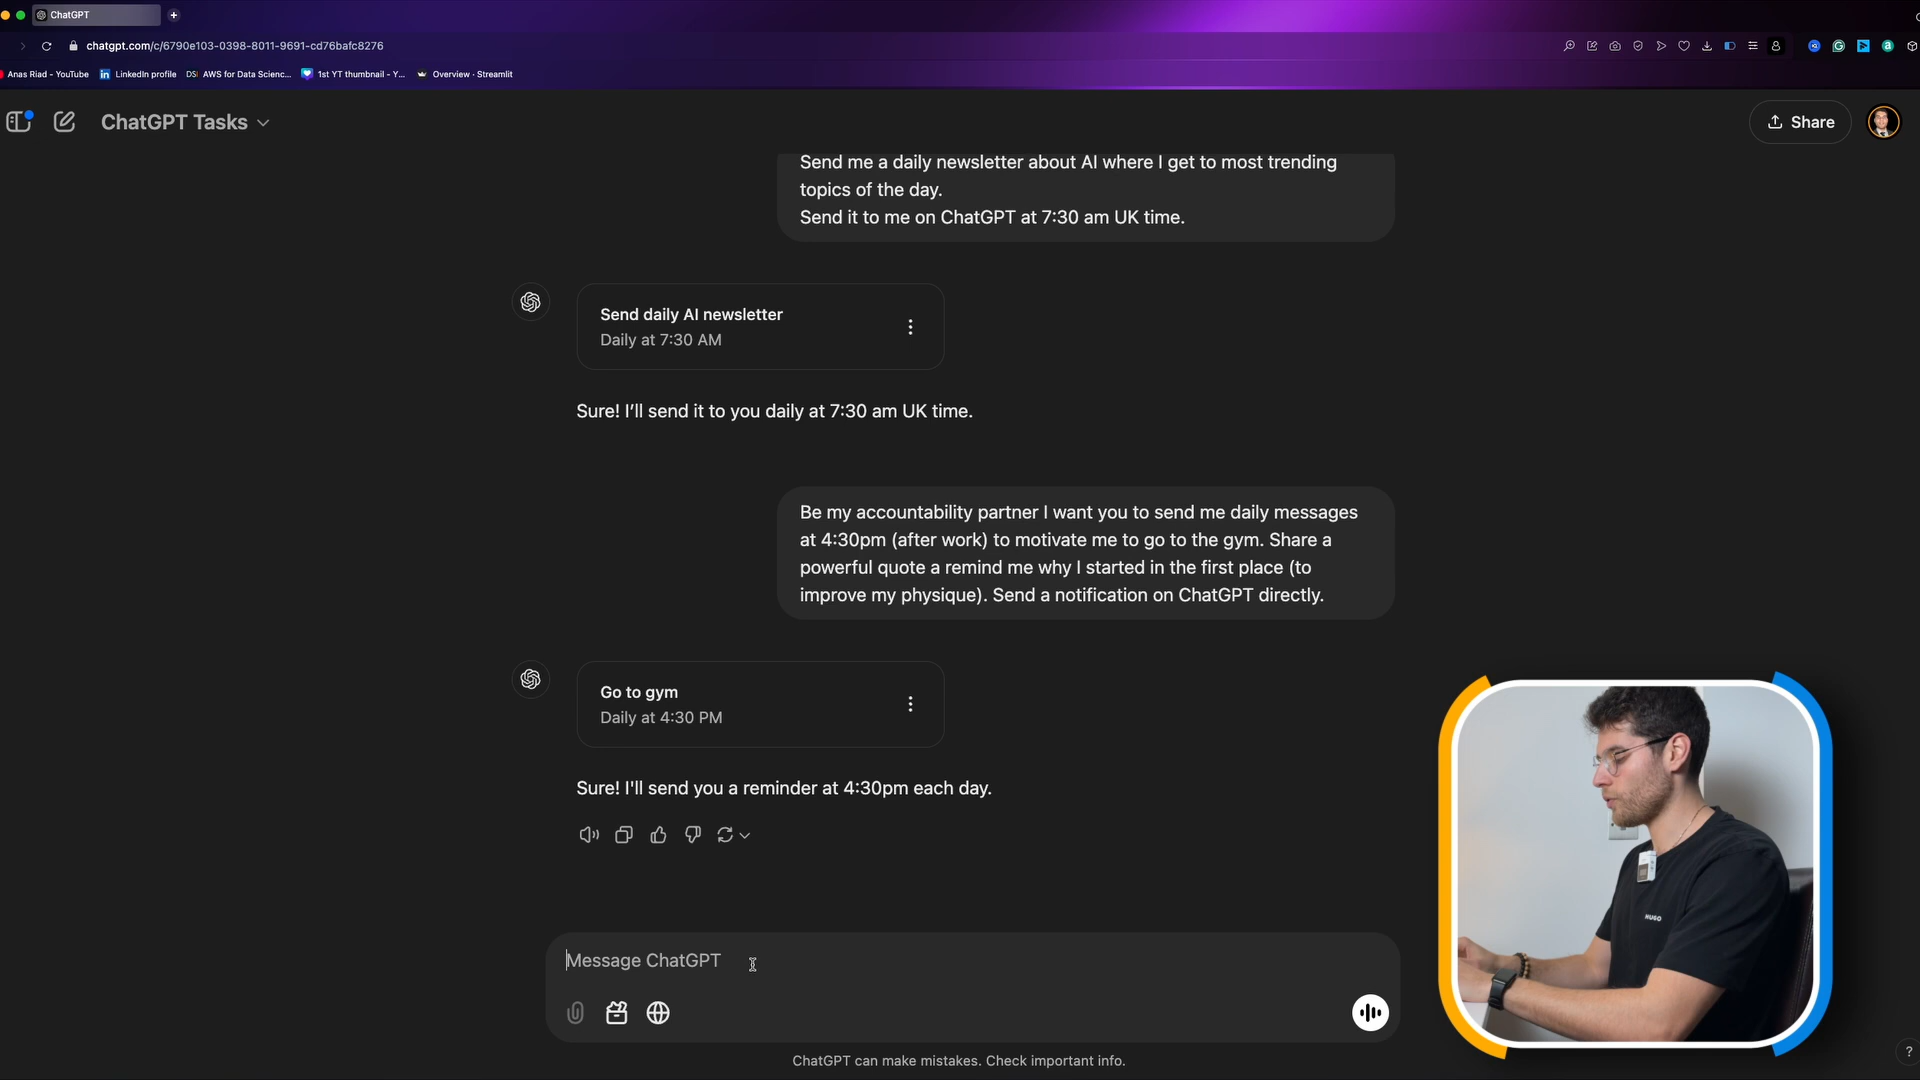 ChatGPT
chatgpt.com/c/6790e103-0398-8011-9691-cd76bafc8276
Anas Riad - YouTube
LinkedIn profile
AWS for Data Scienc...
1st YT thumbnail - Y...
Overview · Streamlit
ChatGPT Tasks
Share
Send me a daily newsletter about AI where I get to most trending
topics of the day.
Send it to me on ChatGPT at 7:30 am UK time.
Send daily AI newsletter
Daily at 7:30 AM
Sure! I'll send it to you daily at 7:30 am UK time.
Be my accountability partner I want you to send me daily messages
at 4:30pm (after work) to motivate me to go to the gym. Share a
powerful quote a remind me why I started in the first place (to
improve my physique). Send a notification on ChatGPT directly.
Go to gym
Daily at 4:30 PM
Sure! I'll send you a reminder at 4:30pm each day.
HUGO
Message ChatGPT
ChatGPT can make mistakes. Check important info.
?